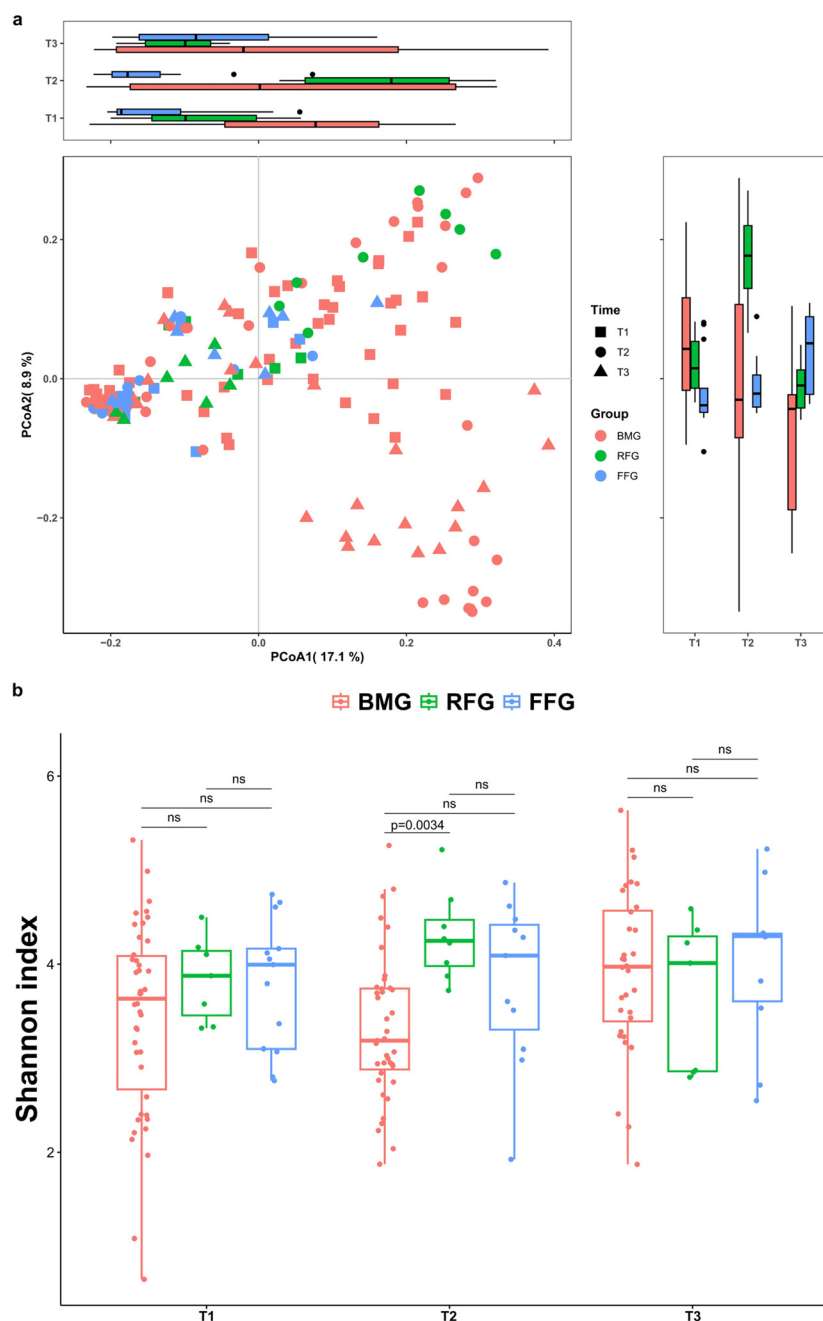 a
T3
T2
T1
0.2
0.0
−0.2
PCoA2( 8.9 %)
−0.2
0.0
0.2
0.4
PCoA1( 17.1 %)
Time
T1
T2
T3
Group
BMG
RFG
FFG
T1
T2
T3
b
BMG RFG FFG
6
4
2
Shannon index
ns
ns
ns
ns
ns
p=0.0034
ns
ns
ns
T1
T2
T3